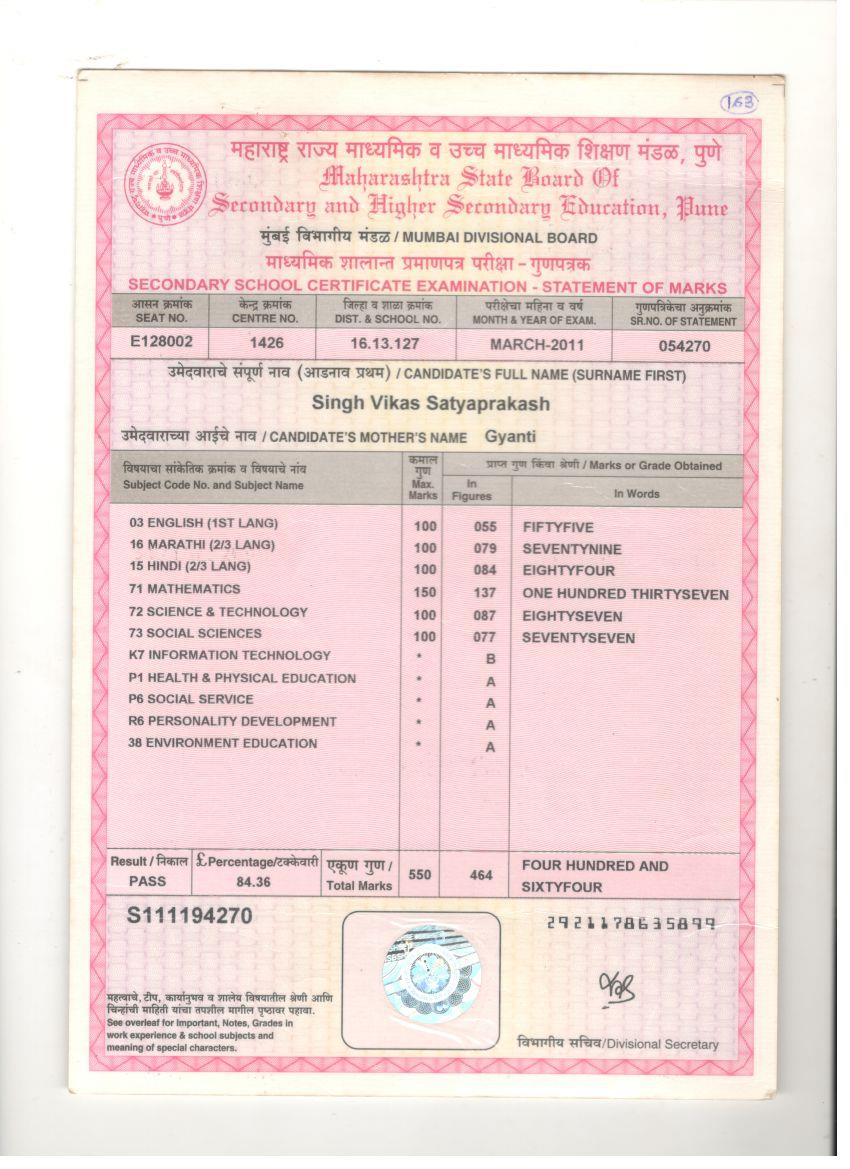 163
महाराष्ट्र राज्य माध्यमिक व उच्च माध्यमिक शिक्षण मंडळ, पुणे
Maharashtra State Board Of
Secondary and Higher Secondary Education, Pune
मुंबई विभागीय मंडळ / MUMBAI DIVISIONAL BOARD
माध्यमिक शालान्त प्रमाणपत्र परीक्षा - गुणपत्रक
SECONDARY SCHOOL CERTIFICATE EXAMINATION - STATEMENT OF MARKS
आसन क्रमांक केन्द्र क्रमांक जिल्हा व शाळा क्रमांक परीक्षेचा महिना व वर्ष गुणपत्रिकेचा अनुक्रमांक
SEAT NO. CENTRE NO. DIST. & SCHOOL NO. MONTH & YEAR OF EXAM. SR.NO. OF STATEMENT
E128002 1426 16.13.127 MARCH-2011 054270
उमेदवाराचे संपूर्ण नाव (आडनाव प्रथम) / CANDIDATE'S FULL NAME (SURNAME FIRST)
Singh Vikas Satyaprakash
उमेदवाराच्या आईचे नाव / CANDIDATE'S MOTHER'S NAME Gyanti
विषयाचा सांकेतिक क्रमांक व विषयाचे नांव
Subject Code No. and Subject Name
कमाल
गुण
Max.
Marks
प्राप्त गुण किंवा श्रेणी / Marks or Grade Obtained
In
Figures
In Words
03 ENGLISH (1ST LANG) 100 055 FIFTYFIVE
16 MARATHI (2/3 LANG) 100 079 SEVENTYNINE
15 HINDI (2/3 LANG) 100 084 EIGHTYFOUR
71 MATHEMATICS 150 137 ONE HUNDRED THIRTYSEVEN
72 SCIENCE & TECHNOLOGY 100 087 EIGHTYSEVEN
73 SOCIAL SCIENCES 100 077 SEVENTYSEVEN
K7 INFORMATION TECHNOLOGY * B
P1 HEALTH & PHYSICAL EDUCATION * A
P6 SOCIAL SERVICE * A
R6 PERSONALITY DEVELOPMENT * A
38 ENVIRONMENT EDUCATION * A
Result / निकाल
PASS
£ Percentage/टक्केवारी
84.36
एकूण गुण /
Total Marks
550
464
FOUR HUNDRED AND
SIXTYFOUR
S111194270
2921178635899
महत्वाचे, टीप, कार्यानुभव व शालेय विषयातील श्रेणी आणि
चिन्हांची माहिती यांचा तपशील मागील पृष्ठावर पहावा.
See overleaf for Important, Notes, Grades in
work experience & school subjects and
meaning of special characters.
विभागीय सचिव/Divisional Secretary